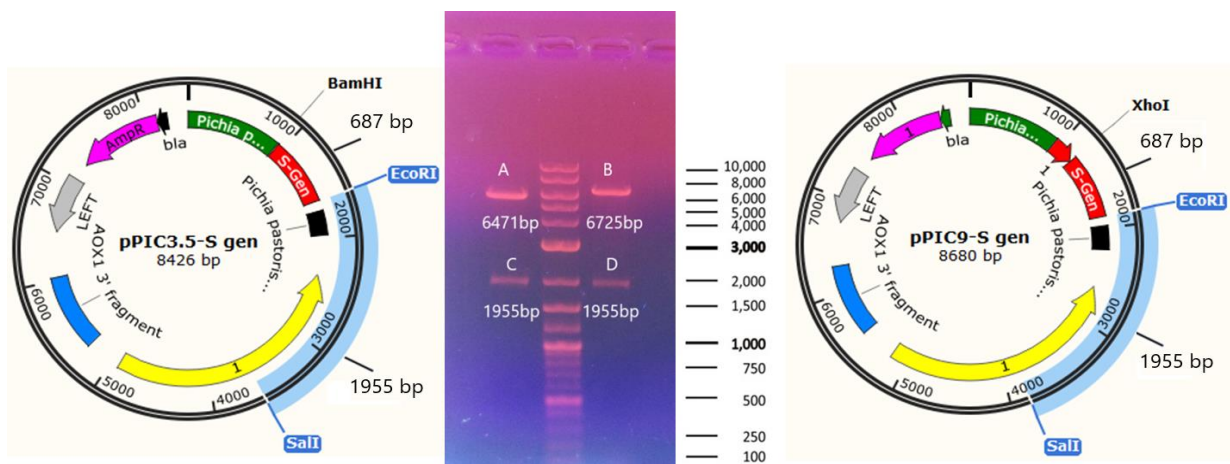 BamHI
687 bp
EcoRI
8000
1000
2000
3000
4000
5000
6000
7000
AmpR
bla
Pichia p...
S-Gen
LEFT
AOX1 3' fragment
Pichia pastoris...
pPIC3.5-S gen
8426 bp
1
SalI
1955 bp
A
B
6471bp
6725bp
C
D
1955bp
1955bp
10,000
8,000
6,000
5,000
4,000
3,000
2,000
1,500
1,000
750
500
250
100
XhoI
687 bp
EcoRI
8000
1000
2000
3000
4000
5000
6000
7000
1
bla
Pichia...
1
S-Gen
LEFT
AOX1 3' fragment
Pichia pastoris...
pPIC9-S gen
8680 bp
1
SalI
1955 bp